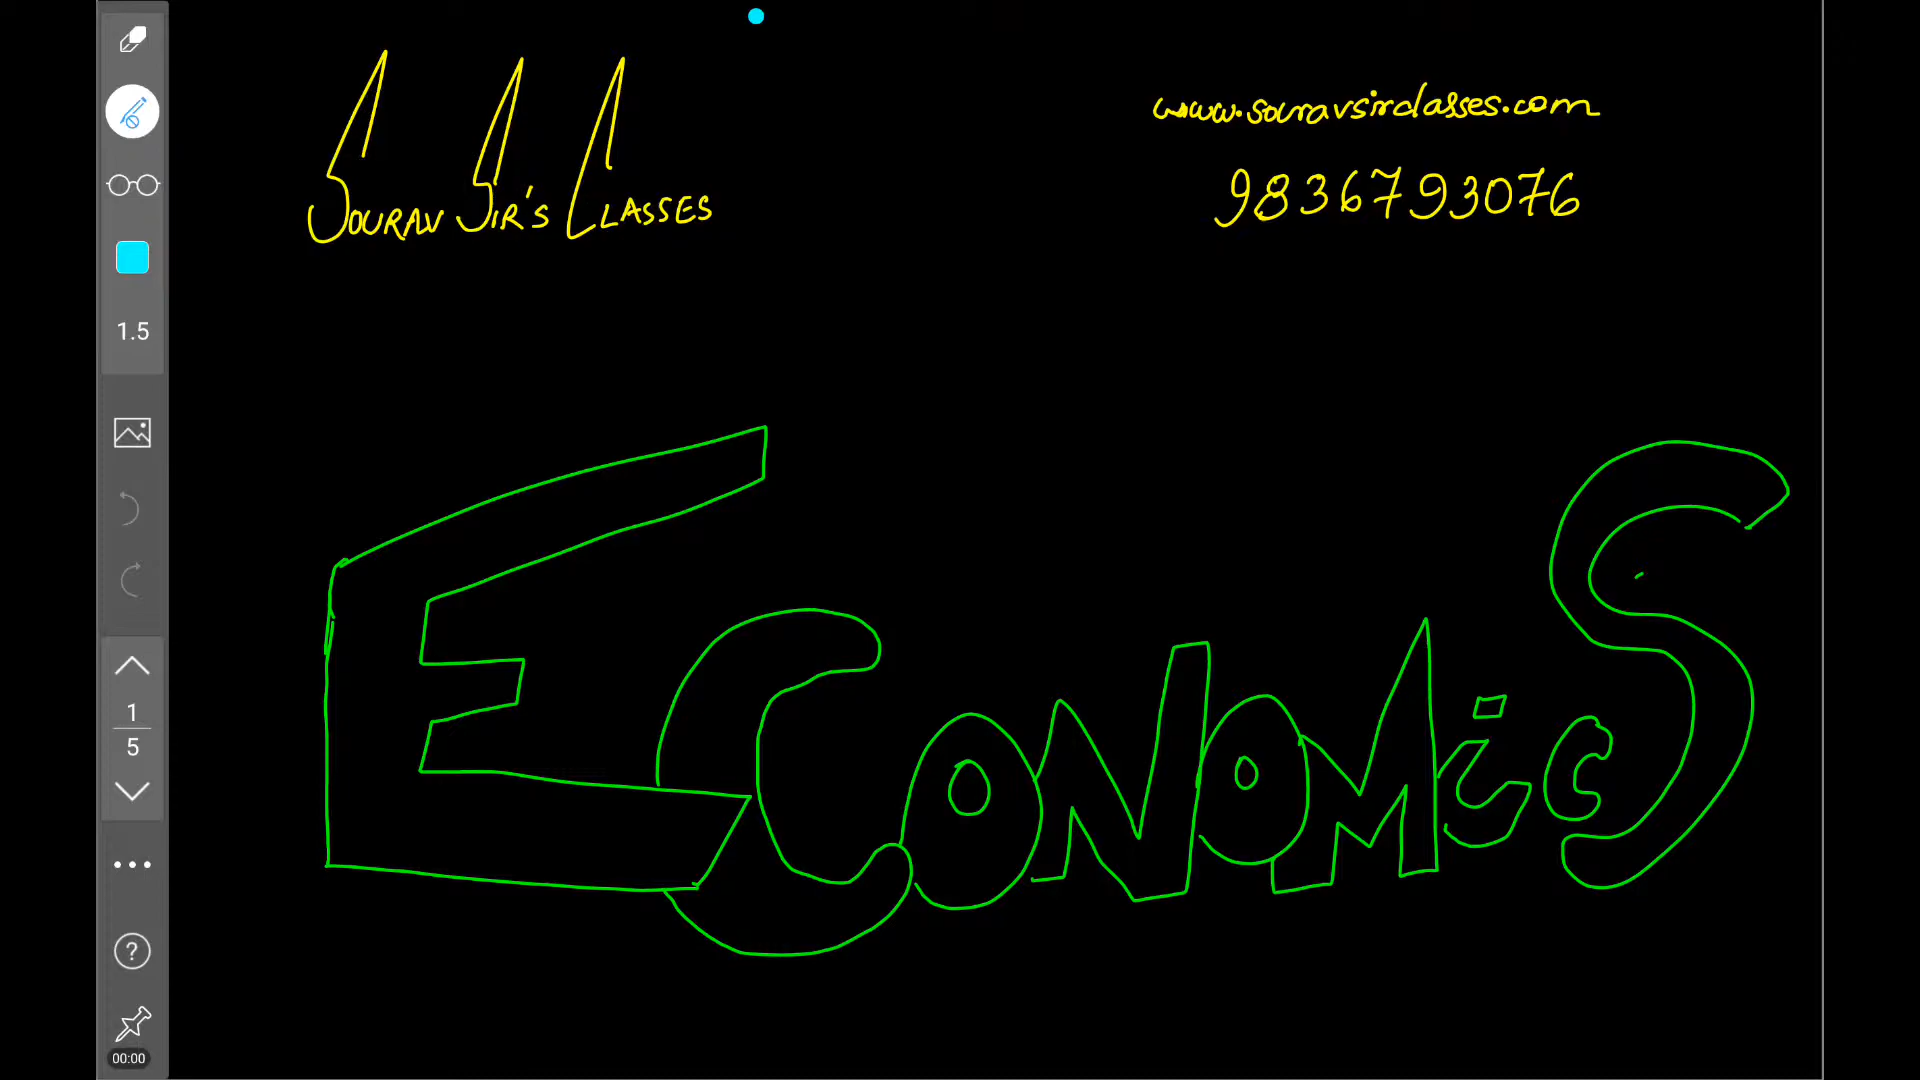 SOURAV SIR'S CLASSES
www.souravsirclasses.com
9836793076
1.5
ECONOMiCS
1
5
?
00:00